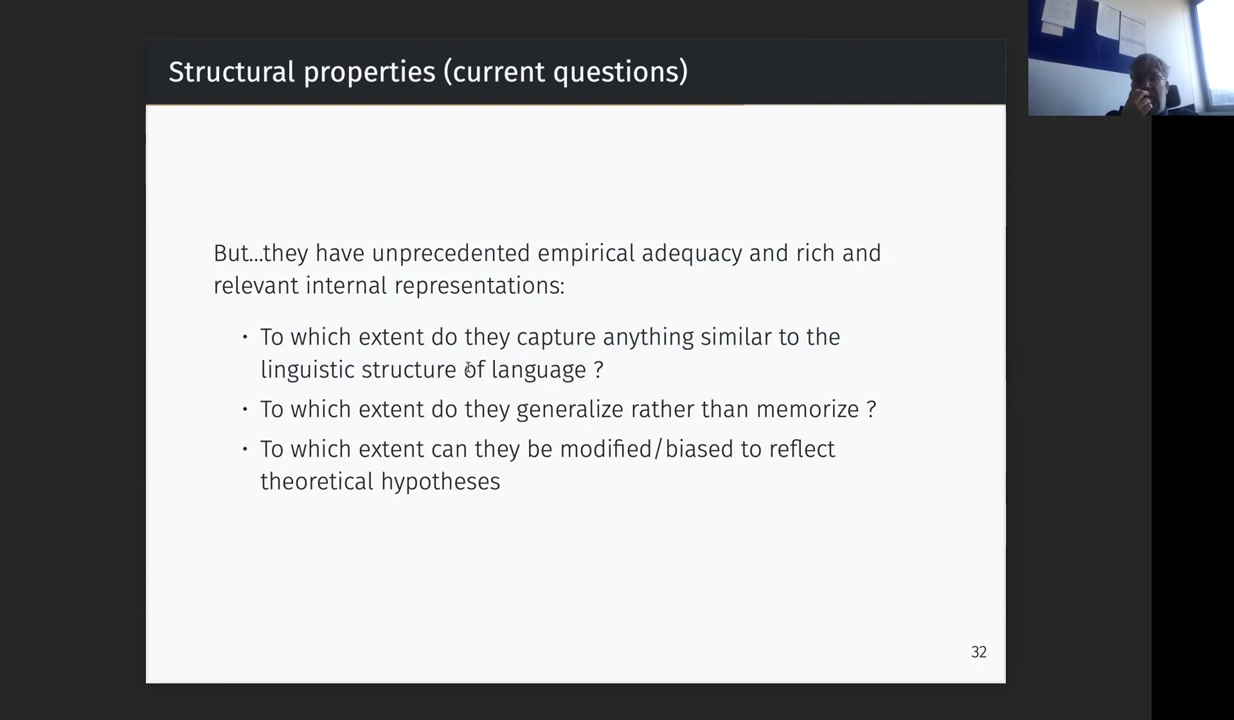 Structural properties (current questions)
But...they have unprecedented empirical adequacy and rich and
relevant internal representations:
• To which extent do they capture anything similar to the
linguistic structure of language ?
• To which extent do they generalize rather than memorize ?
• To which extent can they be modified/biased to reflect
theoretical hypotheses
32